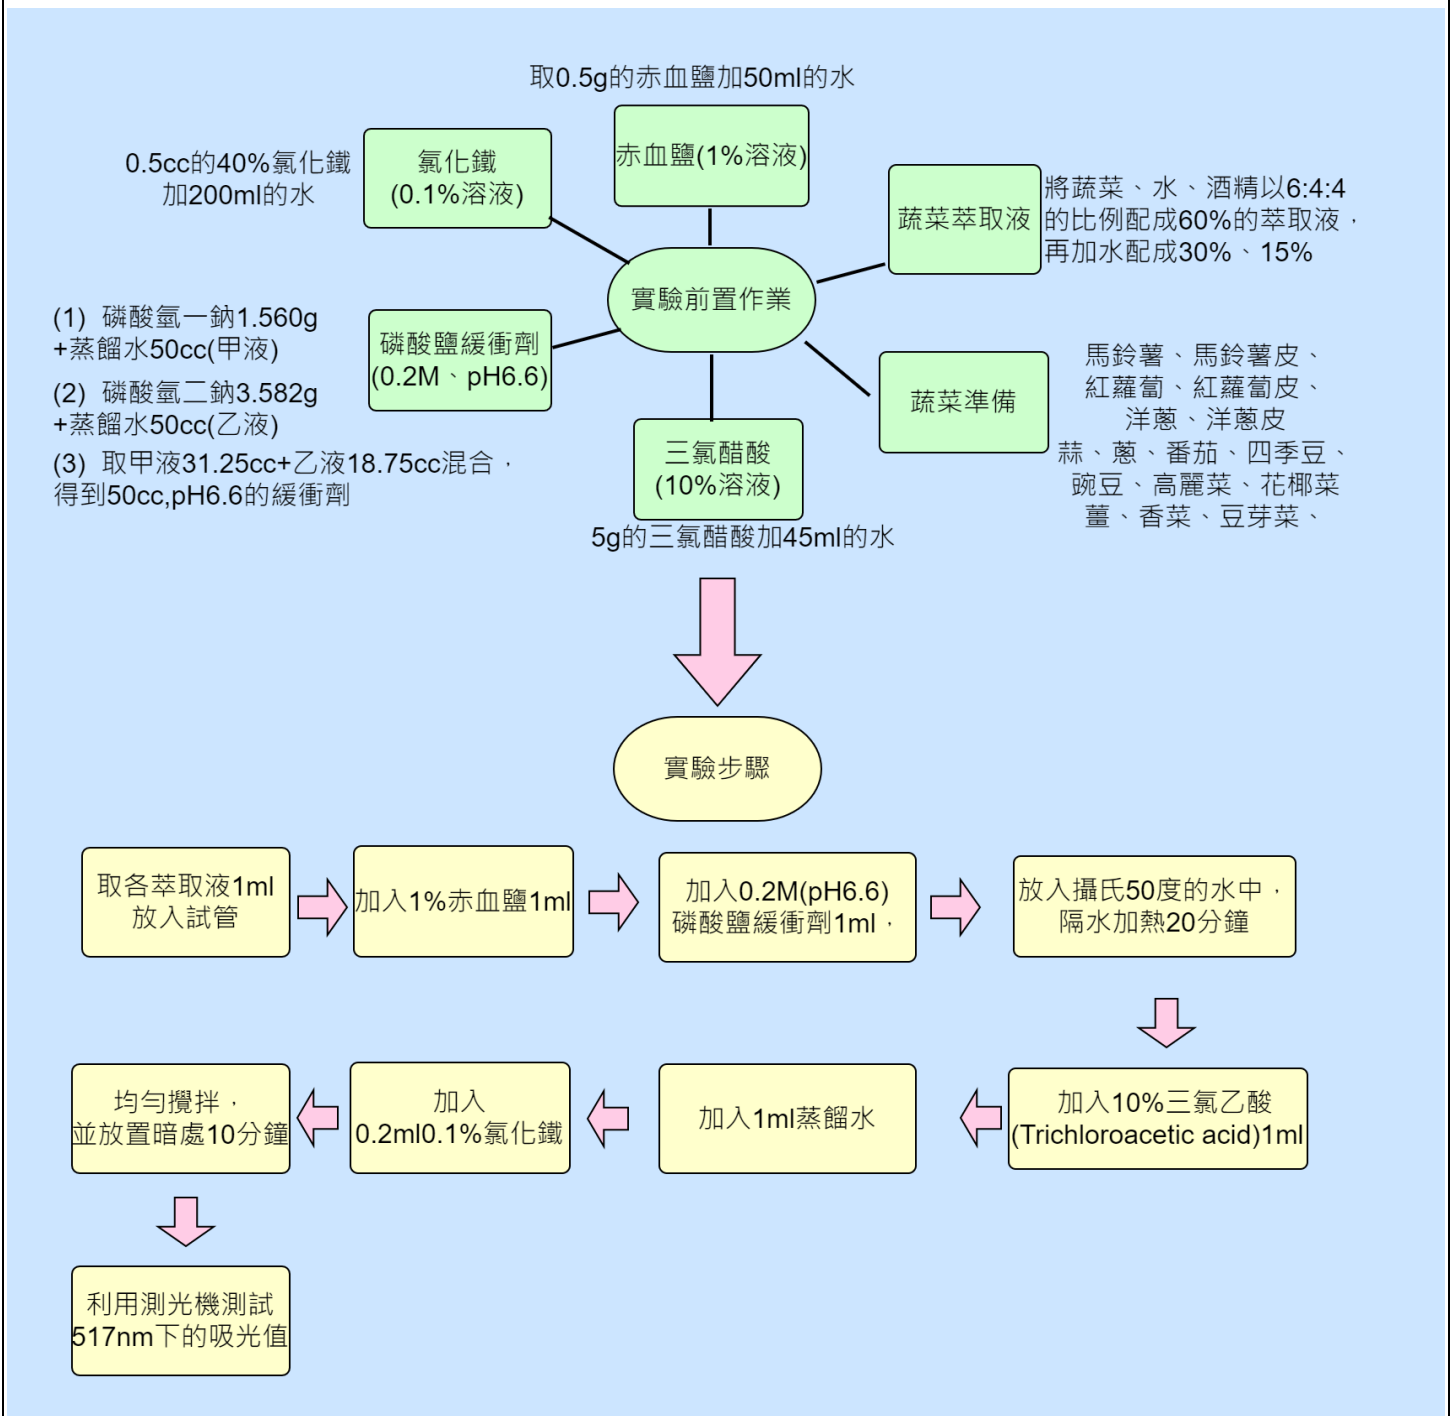 取0.5g的赤血鹽加50ml的水
赤血鹽(1%溶液)
0.5cc的40%氯化鐵
加200ml的水
氯化鐵
(0.1%溶液)
蔬菜萃取液
將蔬菜、水、酒精以6:4:4
的比例配成60%的萃取液，
再加水配成30%、15%
實驗前置作業
(1) 磷酸氫一鈉1.560g
+蒸餾水50cc(甲液)
(2) 磷酸氫二鈉3.582g
+蒸餾水50cc(乙液)
(3) 取甲液31.25cc+乙液18.75cc混合，
得到50cc,pH6.6的緩衝劑
磷酸鹽緩衝劑
(0.2M、pH6.6)
蔬菜準備
馬鈴薯、馬鈴薯皮、
紅蘿蔔、紅蘿蔔皮、
洋蔥、洋蔥皮
蒜、蔥、番茄、四季豆、
豌豆、高麗菜、花椰菜
薑、香菜、豆芽菜、
三氯醋酸
(10%溶液)
5g的三氯醋酸加45ml的水
實驗步驟
取各萃取液1ml
放入試管
加入1%赤血鹽1ml
加入0.2M(pH6.6)
磷酸鹽緩衝劑1ml，
放入攝氏50度的水中，
隔水加熱20分鐘
加入10%三氯乙酸
(Trichloroacetic acid)1ml
加入1ml蒸餾水
加入
0.2ml0.1%氯化鐵
均勻攪拌，
並放置暗處10分鐘
利用測光機測試
517nm下的吸光值